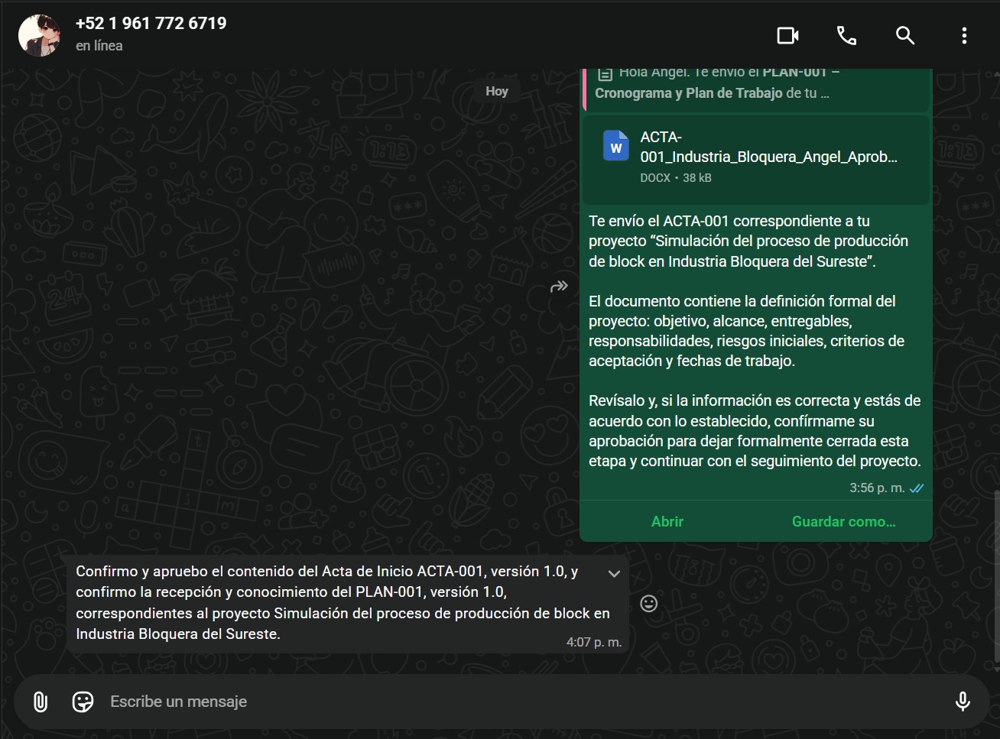 +52 1 961 772 6719
en línea
Hoy
Hola Angel. Te envío el PLAN-001 –
Cronograma y Plan de Trabajo de tu ...
W
ACTA-
001_Industria_Bloquera_Angel_Aprob...
DOCX • 38 kB
Te envío el ACTA-001 correspondiente a tu
proyecto “Simulación del proceso de producción
de block en Industria Bloquera del Sureste”.
El documento contiene la definición formal del
proyecto: objetivo, alcance, entregables,
responsabilidades, riesgos iniciales, criterios de
aceptación y fechas de trabajo.
Revísalo y, si la información es correcta y estás de
acuerdo con lo establecido, confírmame su
aprobación para dejar formalmente cerrada esta
etapa y continuar con el seguimiento del proyecto.
3:56 p. m.
Abrir
Guardar como...
Confirmo y apruebo el contenido del Acta de Inicio ACTA-001, versión 1.0, y
confirmo la recepción y conocimiento del PLAN-001, versión 1.0,
correspondientes al proyecto Simulación del proceso de producción de block en
Industria Bloquera del Sureste.
4:07 p. m.
Escribe un mensaje